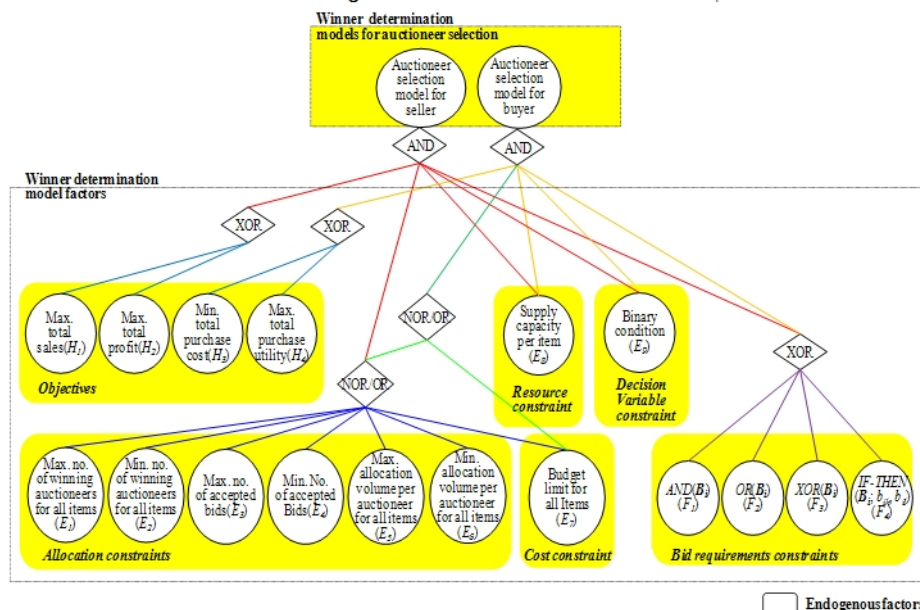 Winner determination
models for auctioneer selection
Auctioneer
selection
model for
seller
Auctioneer
selection
model for
buyer
AND
AND
Winner determination
model factors
XOR
XOR
Max.
total
sales(H₁)
Max.
total
profit(H₂)
Min.
total
purchase
cost(H₃)
Max.
total
purchase
utility(H₄)
Objectives
NOR/OR
NOR/OR
Supply
capacity
per item
Resource
constraint
Binary
condition
Decision
Variable
constraint
XOR
Max. no.
of winning
auctioneers
for all items
(E₁)
Min. no.
of winning
auctioneers
for all items
(E₂)
Max. no.
of accepted
bids(E₃)
Min. No.
of accepted
Bids(E₄)
Max.
allocation
volume per
auctioneer
for all items
(E₅)
Min.
allocation
volume per
auctioneer
for all items
(E₆)
Allocation constraints
Budget
limit for
all Items
(E₇)
Cost constraint
AND(Bᵢ)
(F₁)
OR(Bᵢ)
(F₂)
XOR(Bᵢ)
(F₃)
IF-THEN
(F₄)
Bid requirements constraints
Endogenous factors